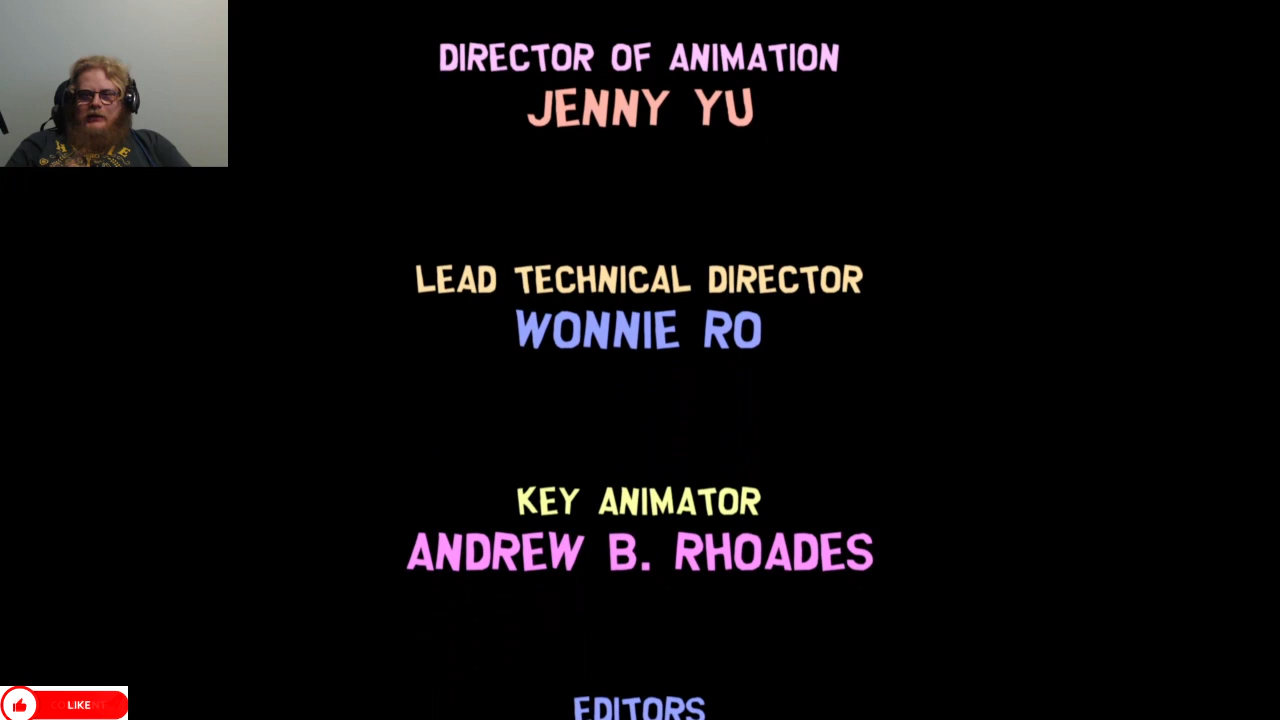 DIRECTOR OF ANIMATION
JENNY YU
LEAD TECHNICAL DIRECTOR
WONNIE RO
KEY ANIMATOR
ANDREW B. RHOADES
EDITORS
LIKE